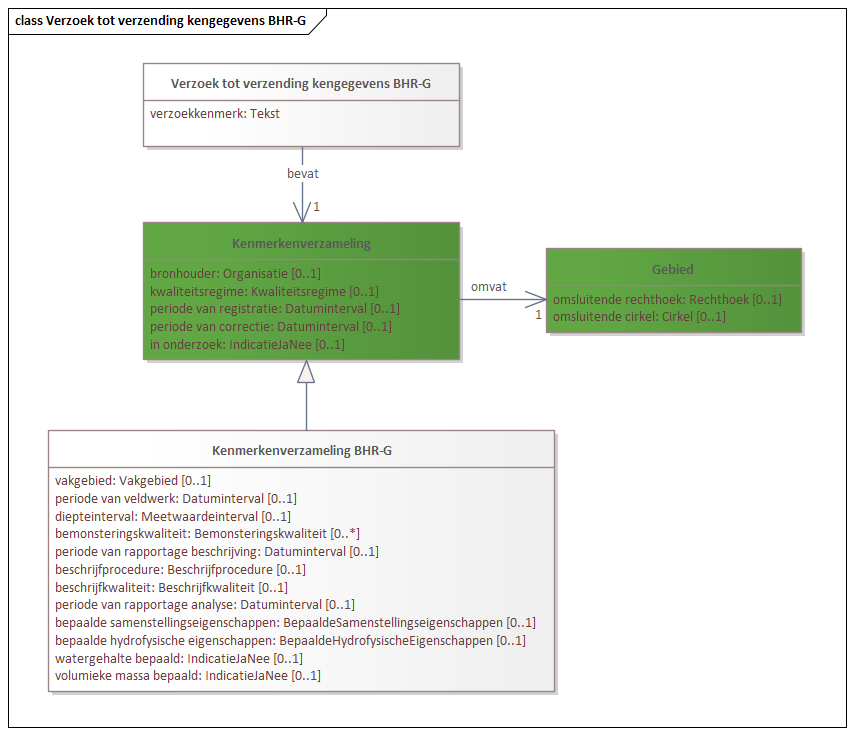 class Verzoek tot verzending kengegevens BHR-G
Verzoek tot verzending kengegevens BHR-G
verzoekkenmerk: Tekst
bevat
1
Kenmerkenverzameling
bronhouder: Organisatie [0..1]
kwaliteitsregime: Kwaliteitsregime [0..1]
periode van registratie: Datuminterval [0..1]
periode van correctie: Datuminterval [0..1]
in onderzoek: IndicatieJaNee [0..1]
omvat
1
Gebied
omsluitende rechthoek: Rechthoek [0..1]
omsluitende cirkel: Cirkel [0..1]
Kenmerkenverzameling BHR-G
vakgebied: Vakgebied [0..1]
periode van veldwerk: Datuminterval [0..1]
diepteinterval: Meetwaardeinterval [0..1]
bemonsteringskwaliteit: Bemonsteringskwaliteit [0..*]
periode van rapportage beschrijving: Datuminterval [0..1]
beschrijfprocedure: Beschrijfprocedure [0..1]
beschrijfkwaliteit: Beschrijfkwaliteit [0..1]
periode van rapportage analyse: Datuminterval [0..1]
bepaalde samenstellingseigenschappen: BepaaldeSamenstellingseigenschappen [0..1]
bepaalde hydrofysische eigenschappen: BepaaldeHydrofysischeEigenschappen [0..1]
watergehalte bepaald: IndicatieJaNee [0..1]
volumieke massa bepaald: IndicatieJaNee [0..1]